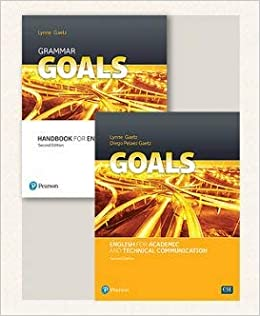 Lynne Gaetz
GRAMMAR
GOALS
HANDBOOK FOR EN
Second Edition
Pearson
Lynne Gaetz
Diego Pelaez Gaetz
GOALS
ENGLISH FOR ACADEMIC
AND TECHNICAL COMMUNICATION
Second Edition
Pearson